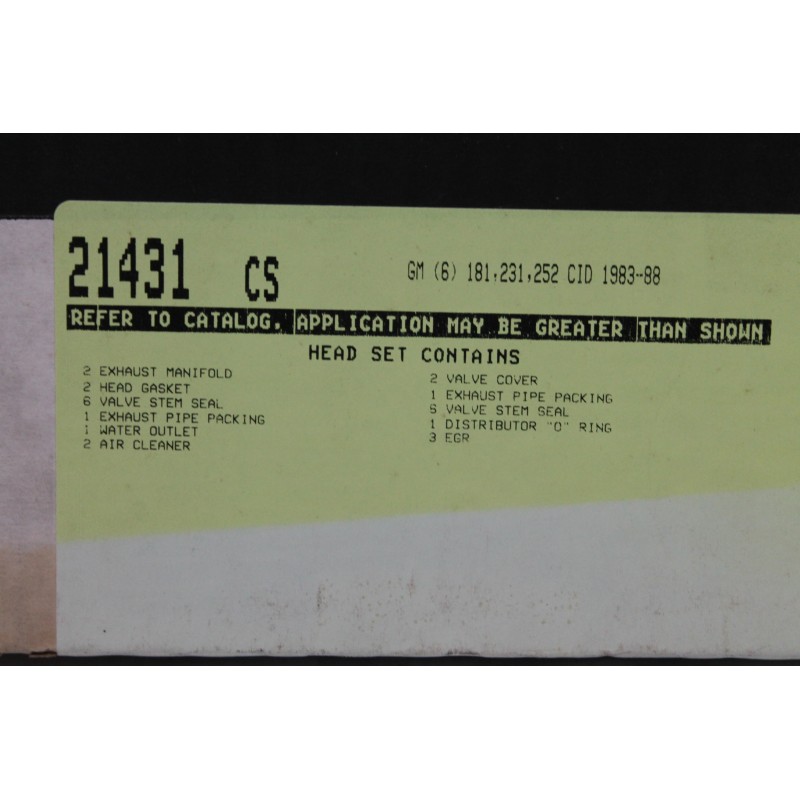 21431 CS
GM (6) 181,231,252 CID 1983-88
REFER TO CATALOG. APPLICATION MAY BE GREATER THAN SHOWN
HEAD SET CONTAINS
2 EXHAUST MANIFOLD
2 HEAD GASKET
6 VALVE STEM SEAL
1 EXHAUST PIPE PACKING
1 WATER OUTLET
2 AIR CLEANER
2 VALVE COVER
1 EXHAUST PIPE PACKING
6 VALVE STEM SEAL
1 DISTRIBUTOR "O" RING
3 EGR